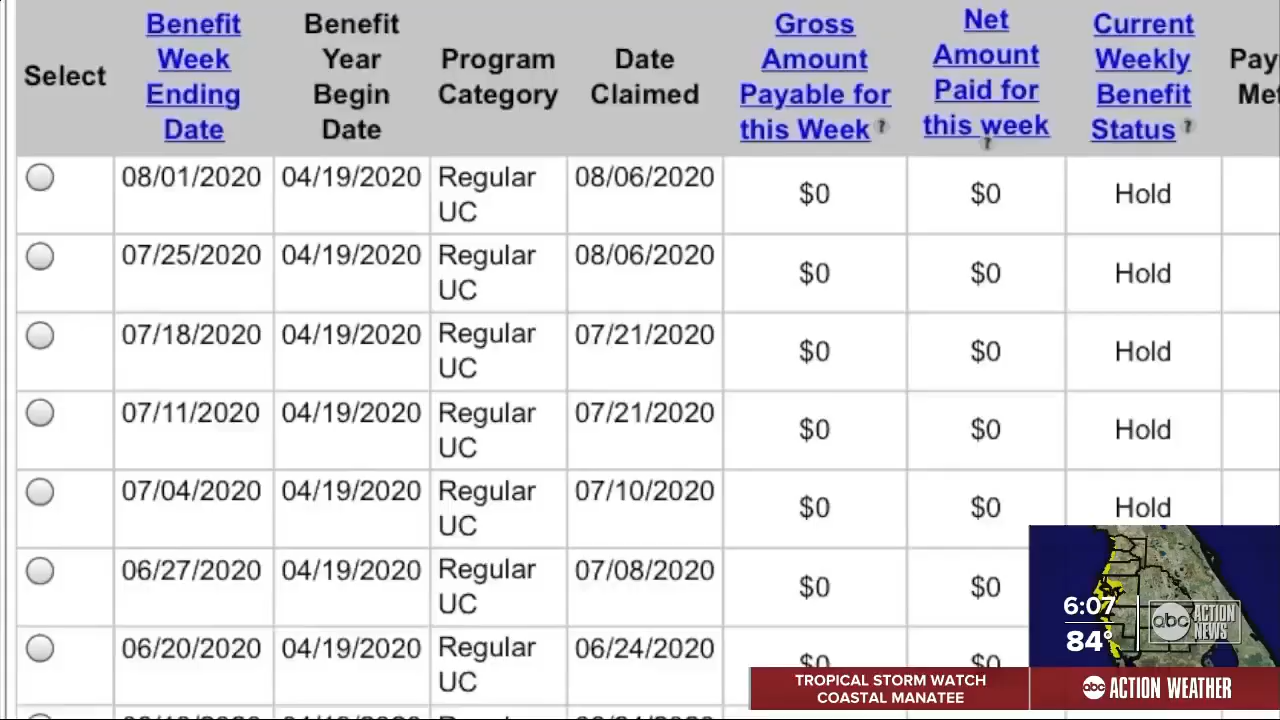 Select
Benefit
Week
Ending
Date
Benefit
Year
Begin
Date
Program
Category
Date
Claimed
Gross
Amount
Payable for
this Week ?
Net
Amount
Paid for
this week
?
Current
Weekly
Benefit
Status ?
Pay
Met
08/01/2020 04/19/2020 Regular UC 08/06/2020 $0 $0 Hold
07/25/2020 04/19/2020 Regular UC 08/06/2020 $0 $0 Hold
07/18/2020 04/19/2020 Regular UC 07/21/2020 $0 $0 Hold
07/11/2020 04/19/2020 Regular UC 07/21/2020 $0 $0 Hold
07/04/2020 04/19/2020 Regular UC 07/10/2020 $0 $0 Hold
06/27/2020 04/19/2020 Regular UC 07/08/2020 $0 $0
06/20/2020 04/19/2020 Regular UC 06/24/2020 $0 $0
6:07
84°
abc ACTION
NEWS
TROPICAL STORM WATCH
COASTAL MANATEE
abc ACTION WEATHER